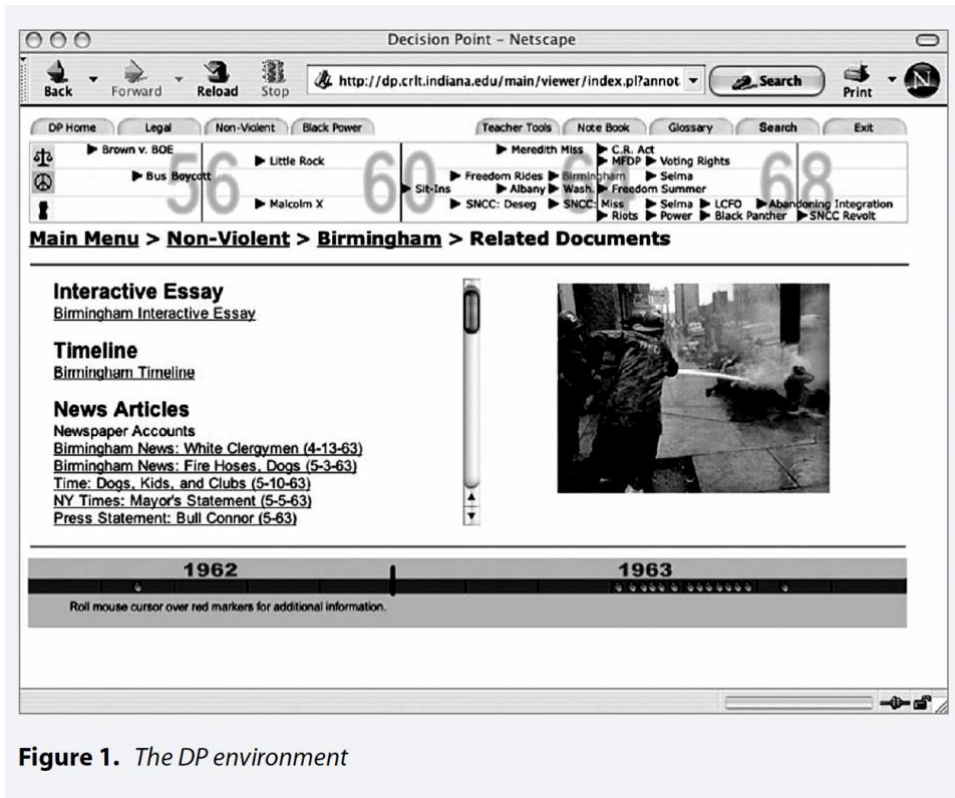 Decision Point – Netscape
Back Forward Reload Stop http://dp.crlt.indiana.edu/main/viewer/index.pl?annot Search Print N
DP Home Legal Non-Violent Black Power Teacher Tools Note Book Glossary Search Exit
56 60 64 68
Brown v. BOE Meredith Miss C.R. Act
Little Rock MFDP Voting Rights
Bus Boycott Freedom Rides Birmingham Selma
Sit-Ins Albany Wash. Freedom Summer
Malcolm X SNCC: Deseg SNCC: Miss Selma LCFO Abandoning Integration
Riots Power Black Panther SNCC Revolt
Main Menu > Non-Violent > Birmingham > Related Documents
Interactive Essay
Birmingham Interactive Essay
Timeline
Birmingham Timeline
News Articles
Newspaper Accounts
Birmingham News: White Clergymen (4-13-63)
Birmingham News: Fire Hoses, Dogs (5-3-63)
Time: Dogs, Kids, and Clubs (5-10-63)
NY Times: Mayor's Statement (5-5-63)
Press Statement: Bull Connor (5-63)
1962 1963
Roll mouse cursor over red markers for additional information.
Figure 1. The DP environment